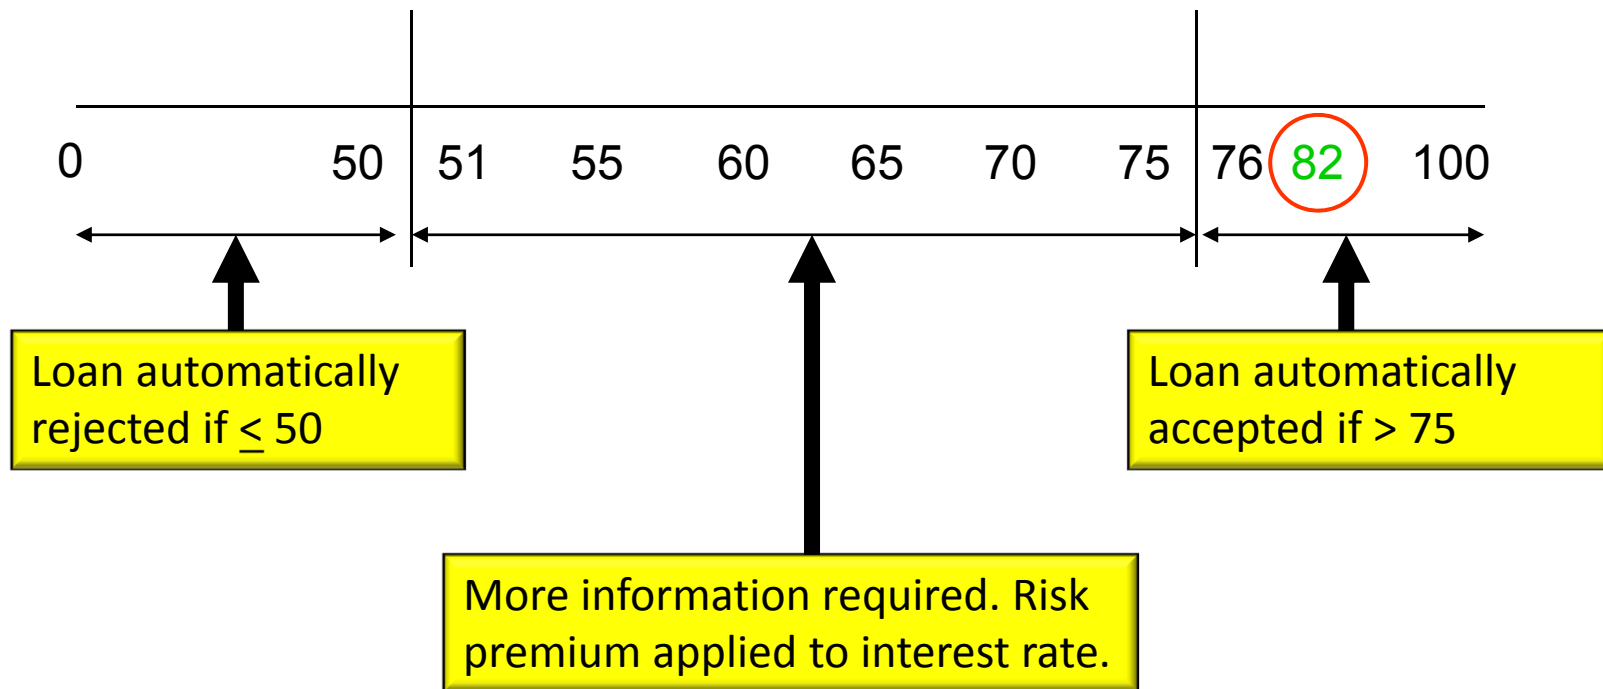 0 50 51 55 60 65 70 75 76 82 100
Loan automatically
rejected if ≤ 50
Loan automatically
accepted if > 75
More information required. Risk
premium applied to interest rate.